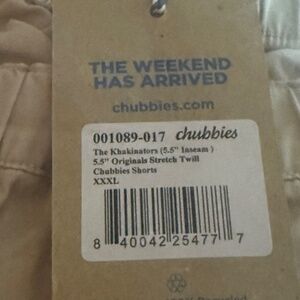 THE WEEKEND
HAS ARRIVED
chubbies.com
001089-017 chubbies
The Khakinators (5.5" Inseam )
5.5" Originals Stretch Twill
Chubbies Shorts
XXXL
8 40042 25477 7